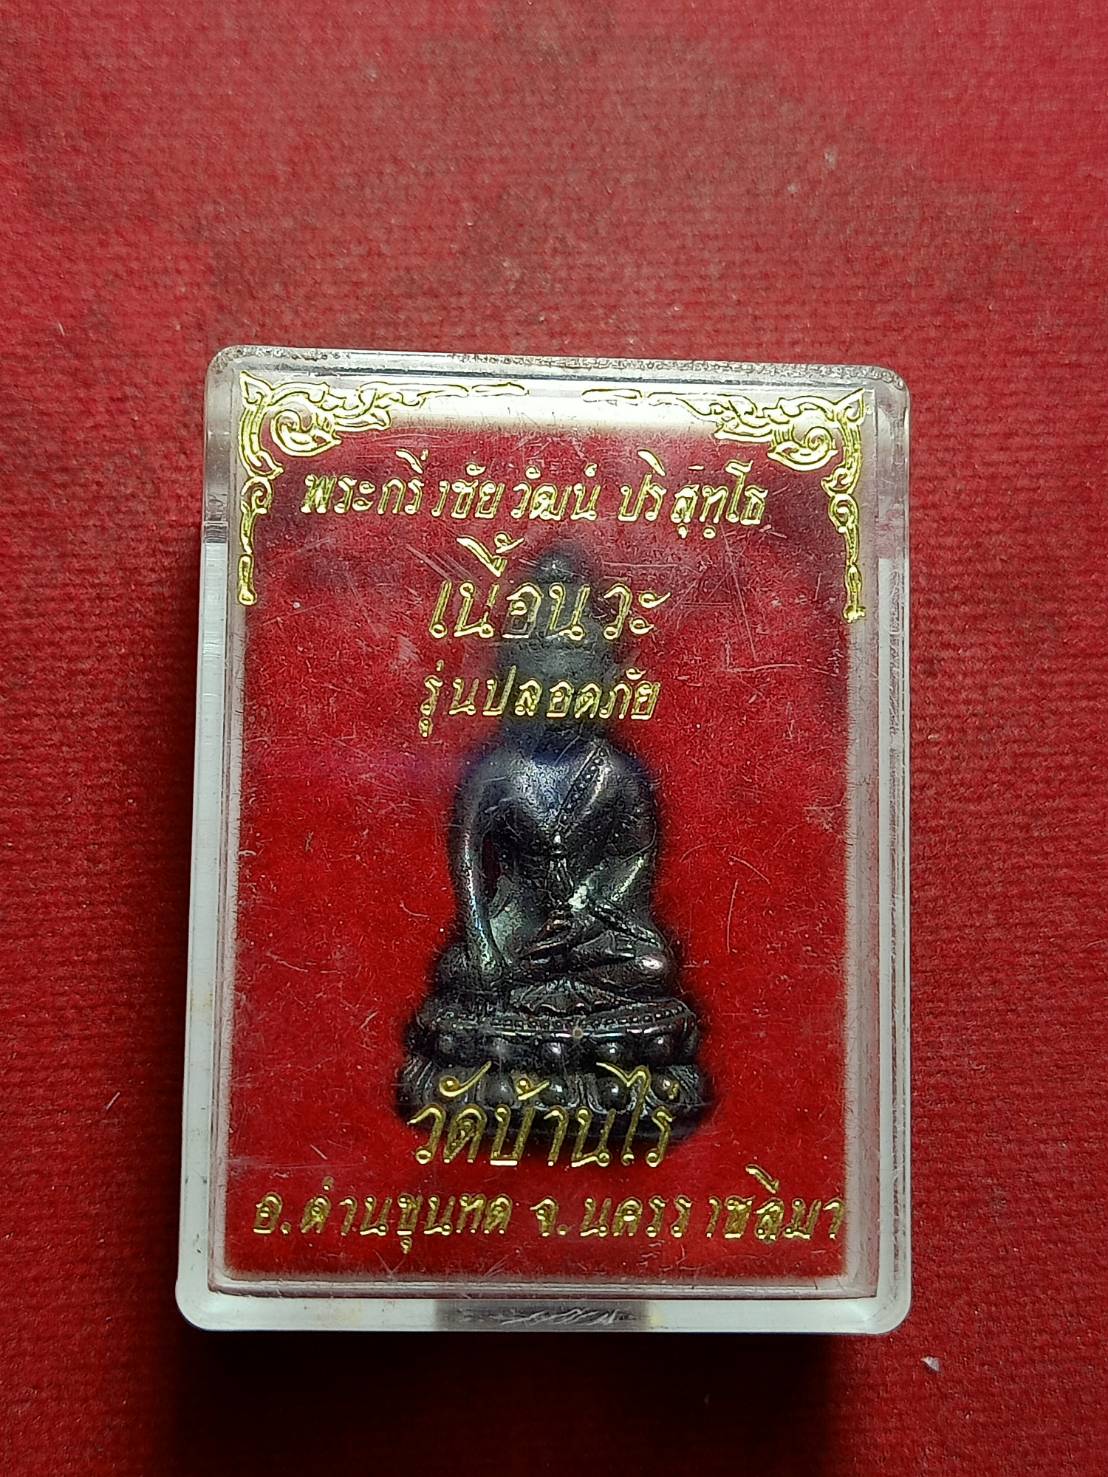 พระกริ่งชัยวัฒน์ ปริสุทฺโธ
เนื้อนวะ
รุ่นปลอดภัย
วัดบ้านไร่
อ.ด่านขุนทด จ.นครราชสีมา